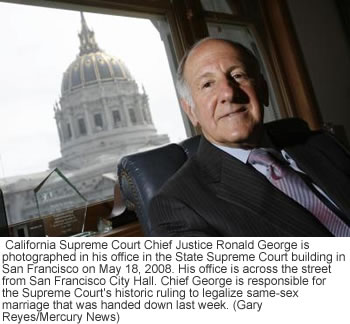 California Supreme Court Chief Justice Ronald George is
photographed in his office in the State Supreme Court building in
San Francisco on May 18, 2008. His office is across the street
from San Francisco City Hall. Chief George is responsible for
the Supreme Court's historic ruling to legalize same-sex
marriage that was handed down last week. (Gary
Reyes/Mercury News)